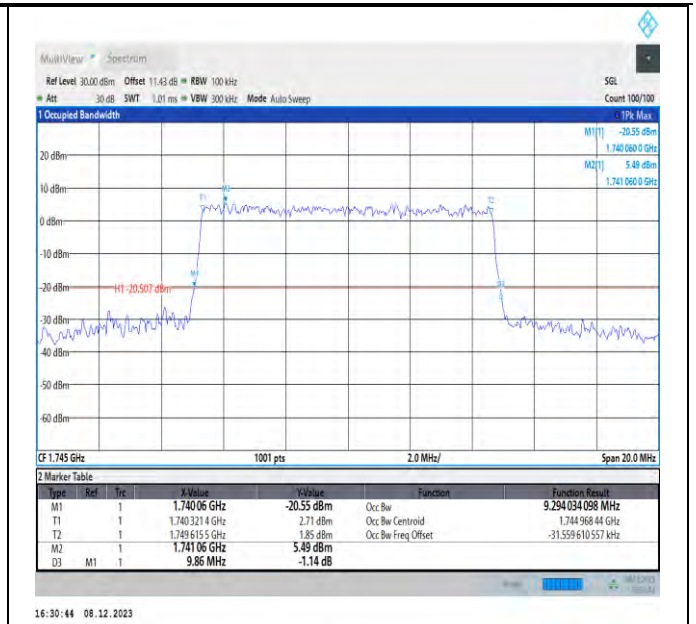 MultiView Spectrum
Ref Level 30.00 dBm Offset 11.43 dB RBW 100 kHz SGL
Att 30 dB SWT 1.01 ms VBW 300 kHz Mode Auto Sweep Count 100/100
1 Occupied Bandwidth 1Pk Max
M1[1] -20.55 dBm
1.740 060 0 GHz
M2[1] 5.49 dBm
1.741 060 0 GHz
20 dBm
10 dBm
T1 M2 T2
0 dBm
-10 dBm
M1
-20 dBm H1 -20.507 dBm D3
-30 dBm
-40 dBm
-50 dBm
-60 dBm
CF 1.745 GHz 1001 pts 2.0 MHz/ Span 20.0 MHz
2 Marker Table
Type Ref Trc X-Value Y-Value Function Function Result
M1 1 1.740 06 GHz -20.55 dBm Occ Bw 9.294 034 098 MHz
T1 1 1.740 321 4 GHz 2.71 dBm Occ Bw Centroid 1.744 968 44 GHz
T2 1 1.749 615 5 GHz 1.85 dBm Occ Bw Freq Offset -31.559 610 557 kHz
M2 1 1.741 06 GHz 5.49 dBm
D3 M1 1 9.86 MHz -1.14 dB
16:30:44 08.12.2023